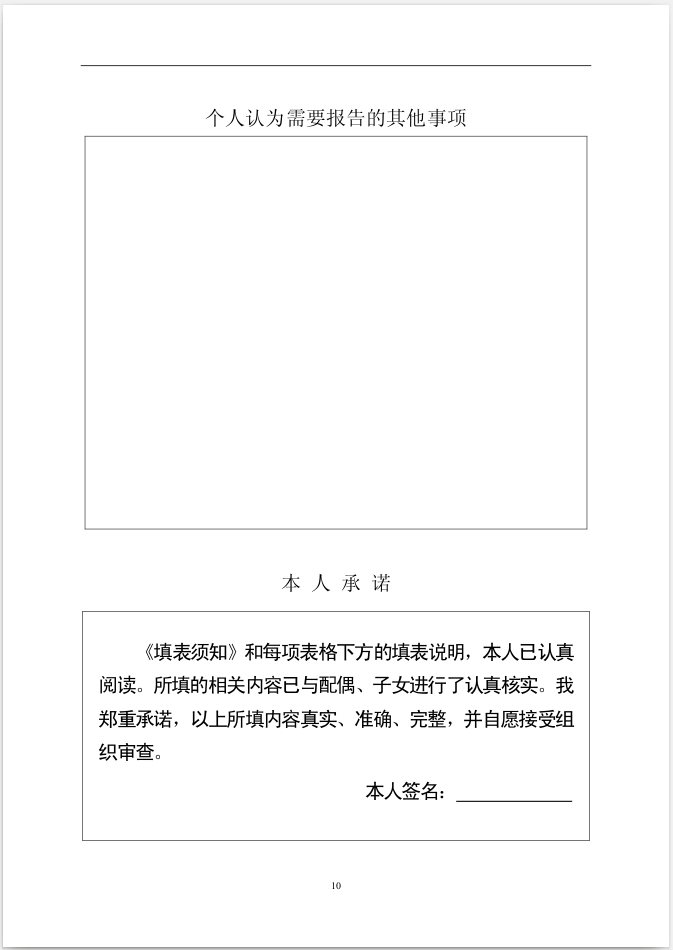 个人认为需要报告的其他事项
本 人 承 诺
《填表须知》和每项表格下方的填表说明，本人已认真
阅读。所填的相关内容已与配偶、子女进行了认真核实。我
郑重承诺，以上所填内容真实、准确、完整，并自愿接受组
织审查。
本人签名：
10